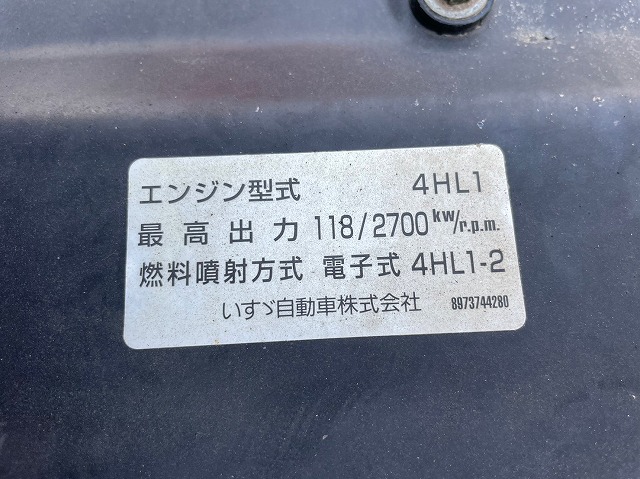 エンジン型式 4HL1
最高出力 118/2700 kw/r.p.m.
燃料噴射方式 電子式 4HL1-2
いすゞ自動車株式会社 8973744280